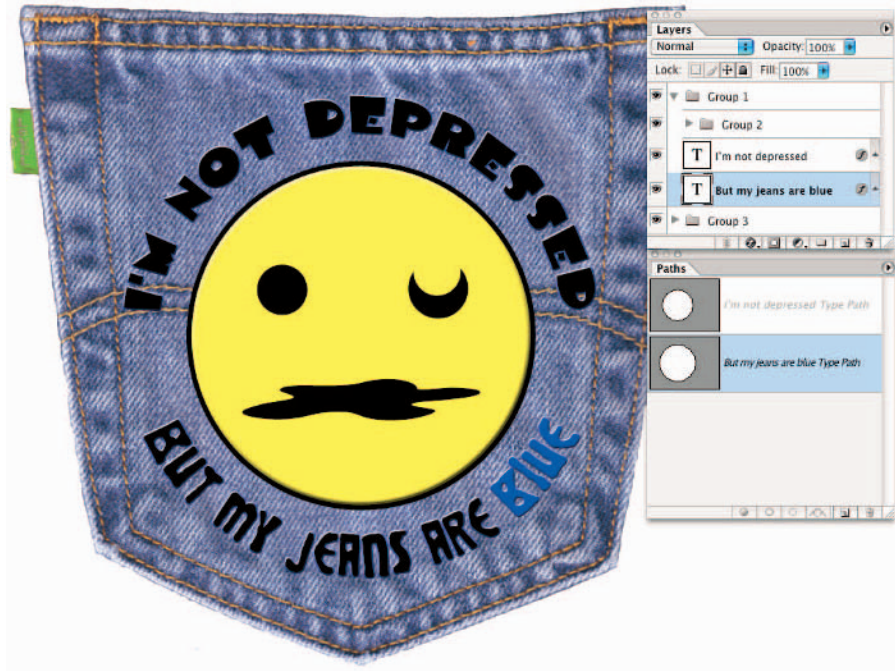 I'M NOT DEPRESSED
BUT MY JEANS ARE BLUE
Layers
Normal
Opacity: 100%
Lock:
Fill: 100%
Group 1
Group 2
T I'm not depressed
T But my jeans are blue
Group 3
Paths
I'm not depressed Type Path
But my jeans are blue Type Path